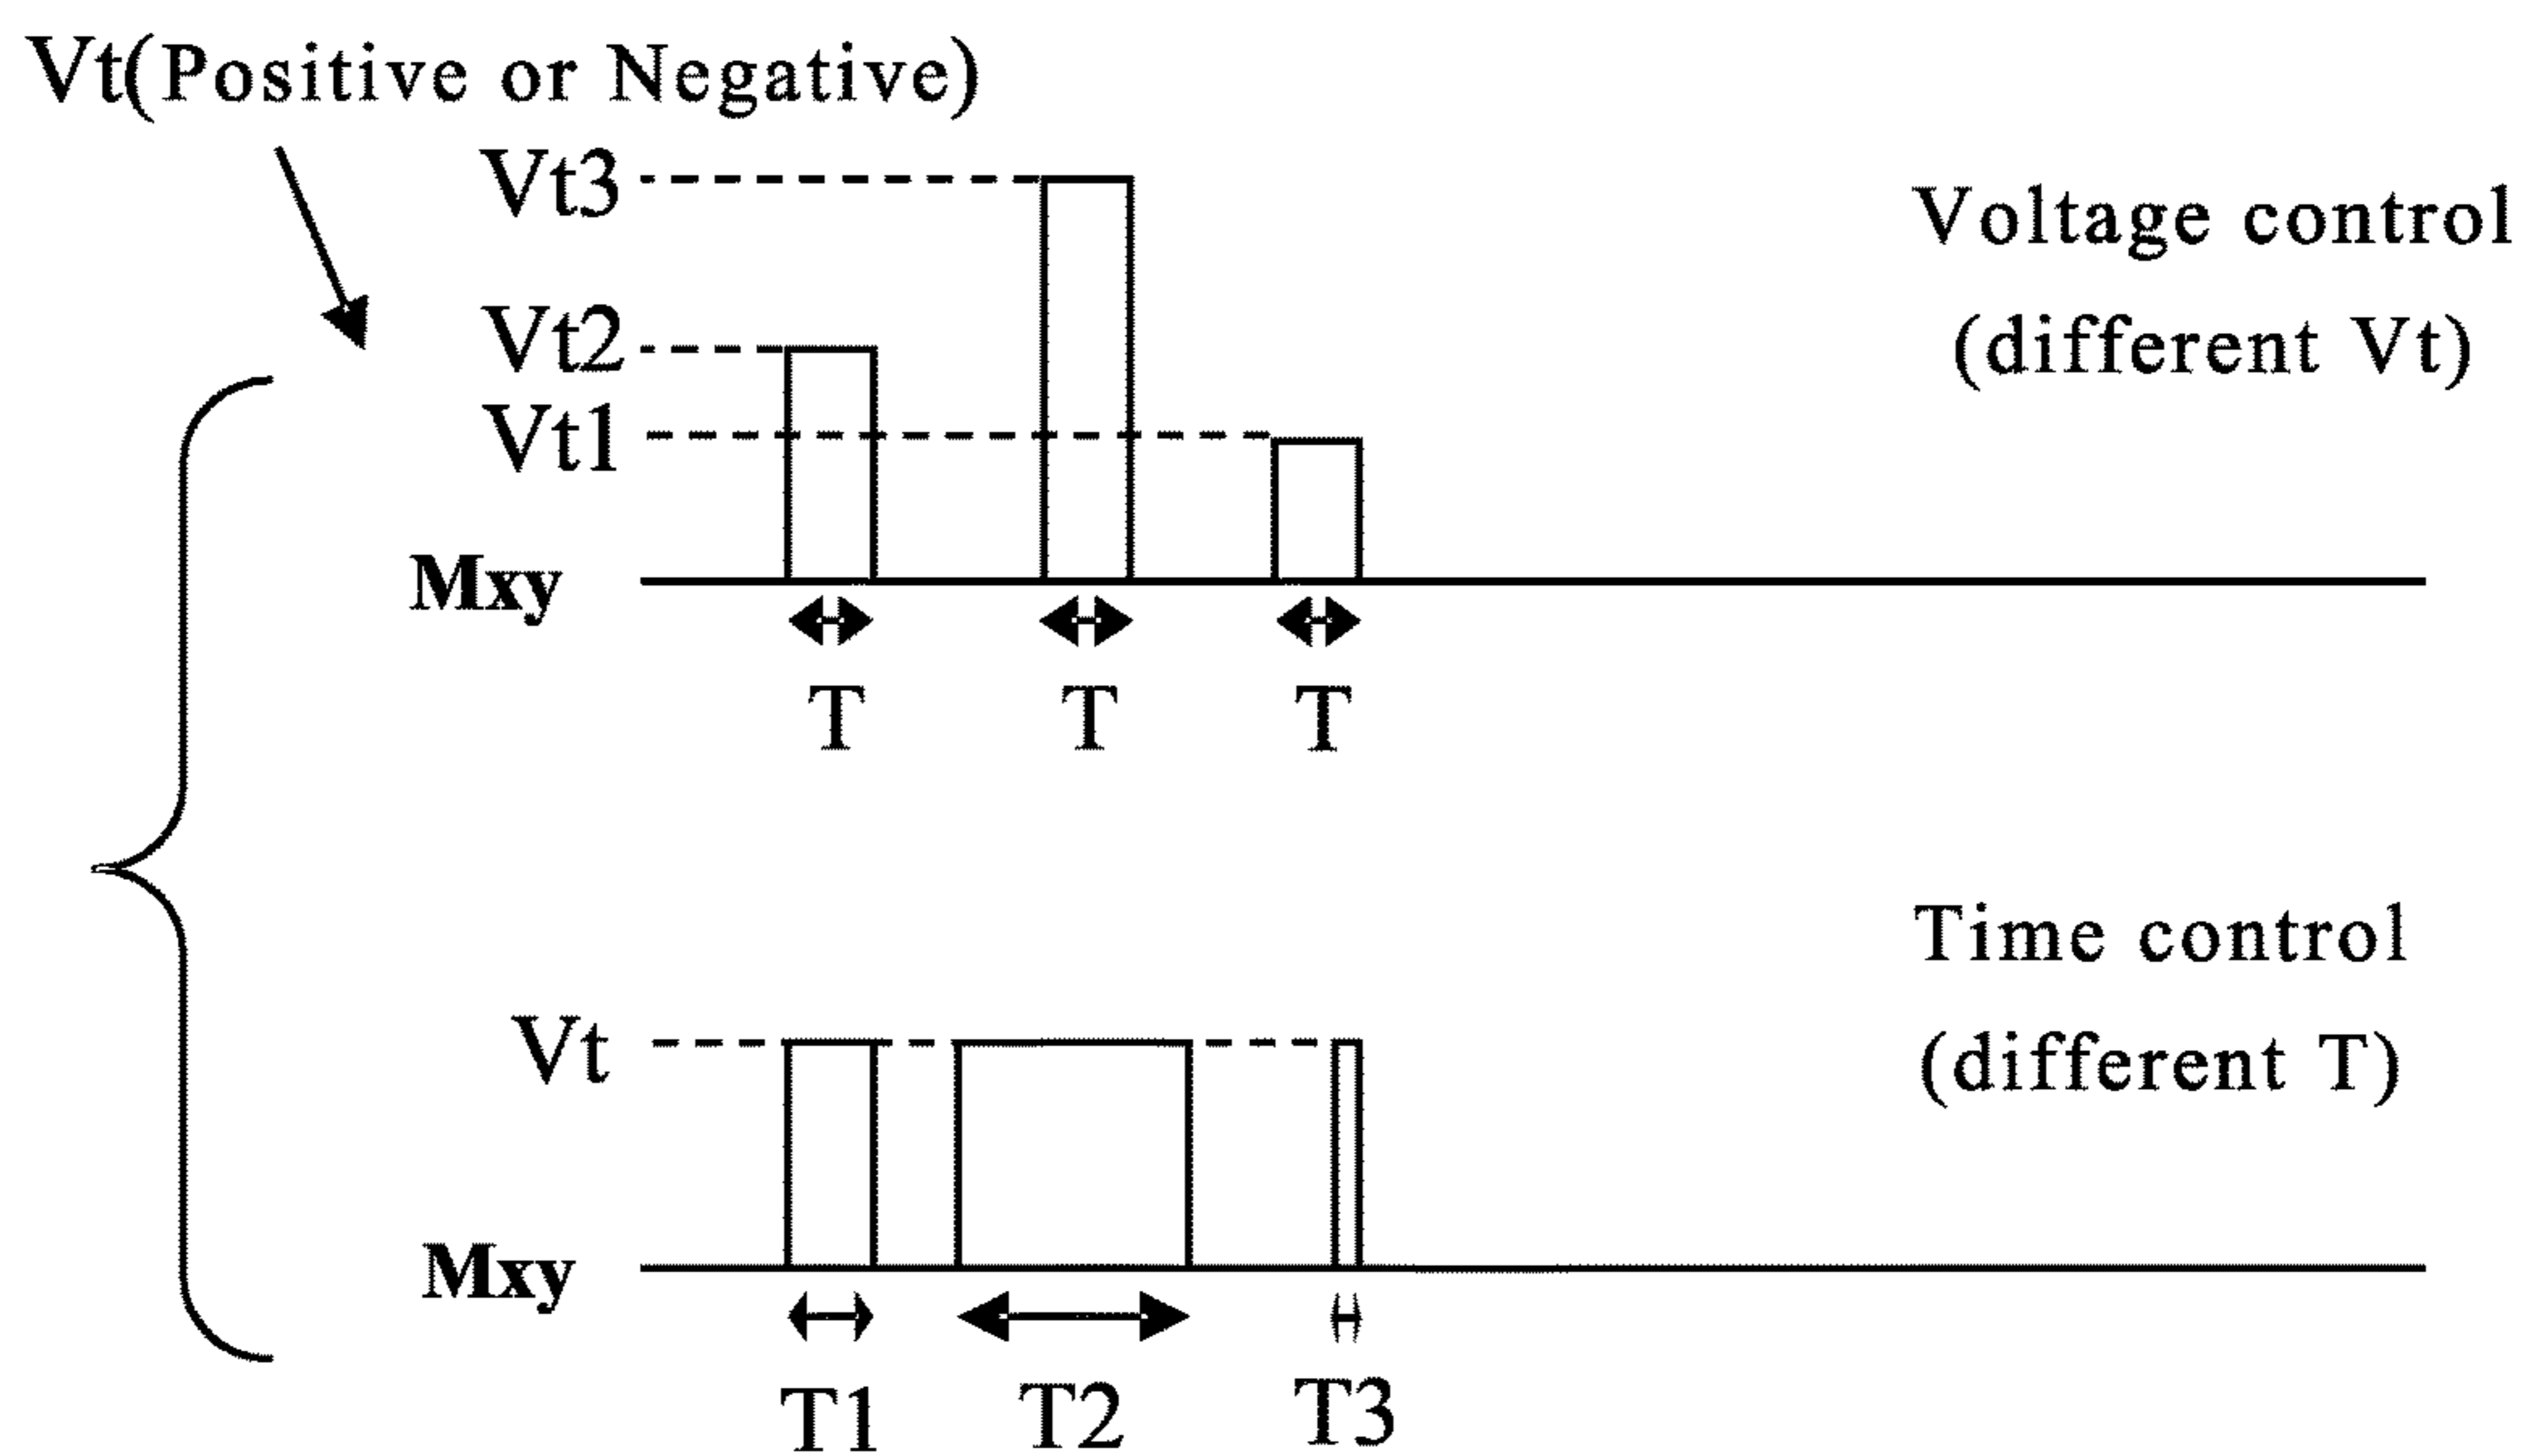 Vt(Positive or Negative)
Vt3
Voltage control
(different Vt)
Vt2
Vt1
Mxy
T T T
Time control
(different T)
Vt
Mxy
T1 T2 T3